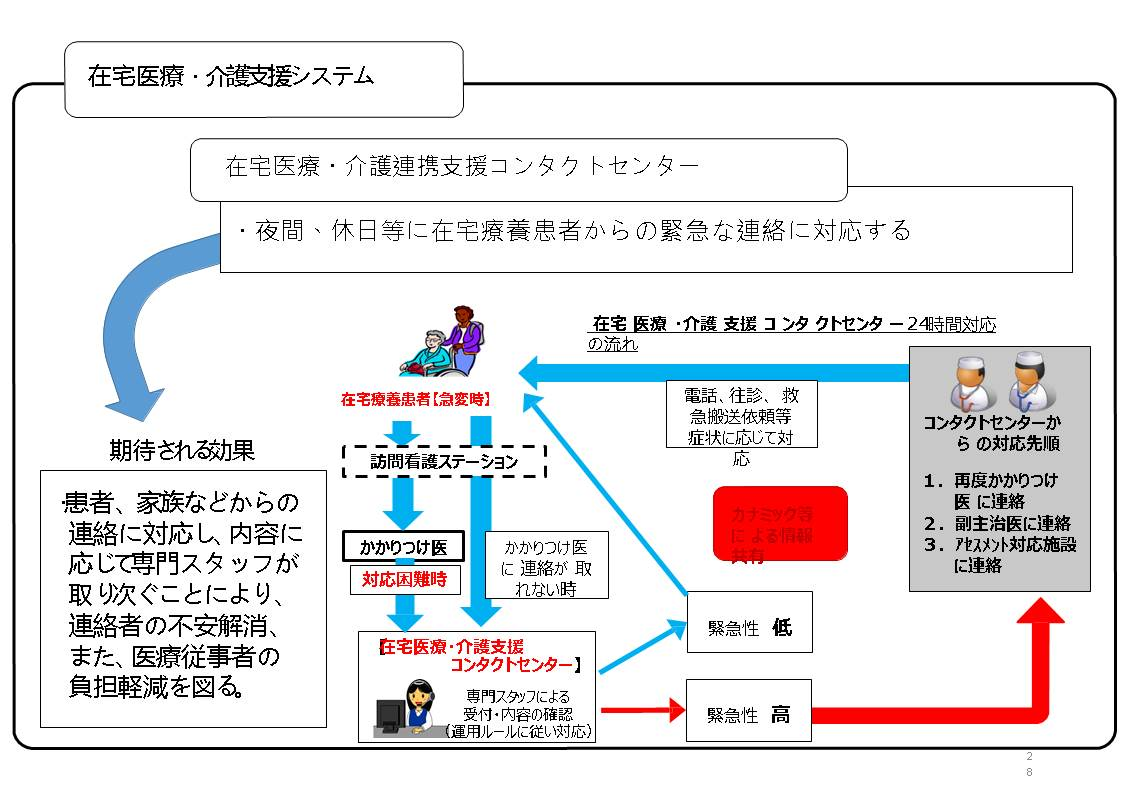 在宅医療・介護支援システム
在宅医療・介護連携支援コンタクトセンター
・夜間、休日等に在宅療養患者からの緊急な連絡に対応する
在宅 医療 ・介護 支援 コンタクトセンター24時間対応
の流れ
在宅療養患者【急変時】
訪問看護ステーション
かかりつけ医
対応困難時
かかりつけ医
に 連絡が 取
れない時
【在宅医療・介護支援
コンタクトセンター】
専門スタッフによる
受付・内容の確認
（運用ルールに従い対応）
電話、往診、 救
急搬送依頼等
症状に応じて対
応
カナミック等
に よる情報
共有
緊急性 低
緊急性 高
コンタクトセンターか
ら の対応先順
1. 再度かかりつけ
医 に連絡
2. 副主治医に連絡
3. ｱｾｽﾒﾝﾄ対応施設
に連絡
期待される効果
・患者、家族などからの
連絡に対応し、内容に
応じて専門スタッフが
取り次ぐことにより、
連絡者の不安解消、
また、医療従事者の
負担軽減を図る。
2
8